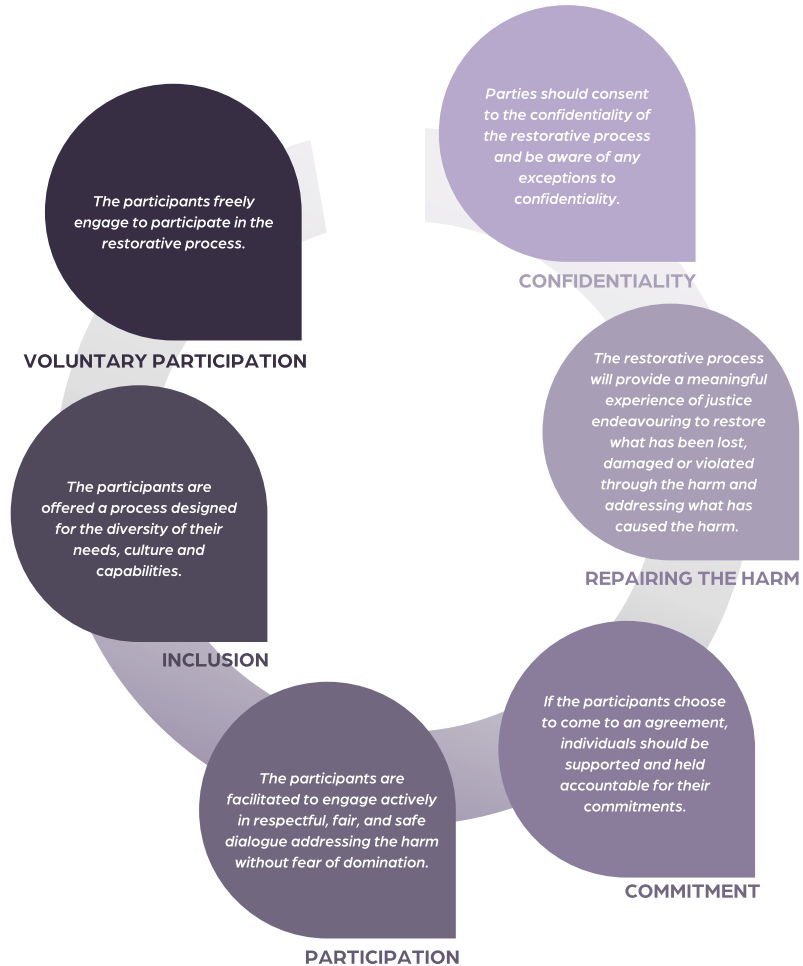 Parties should consent
to the confidentiality of
the restorative process
and be aware of any
exceptions to
confidentiality.
CONFIDENTIALITY
The restorative process
will provide a meaningful
experience of justice
endeavouring to restore
what has been lost,
damaged or violated
through the harm and
addressing what has
caused the harm.
REPAIRING THE HARM
If the participants choose
to come to an agreement,
individuals should be
supported and held
accountable for their
commitments.
COMMITMENT
The participants are
facilitated to engage actively
in respectful, fair, and safe
dialogue addressing the harm
without fear of domination.
PARTICIPATION
The participants are
offered a process designed
for the diversity of their
needs, culture and
capabilities.
INCLUSION
The participants freely
engage to participate in the
restorative process.
VOLUNTARY PARTICIPATION